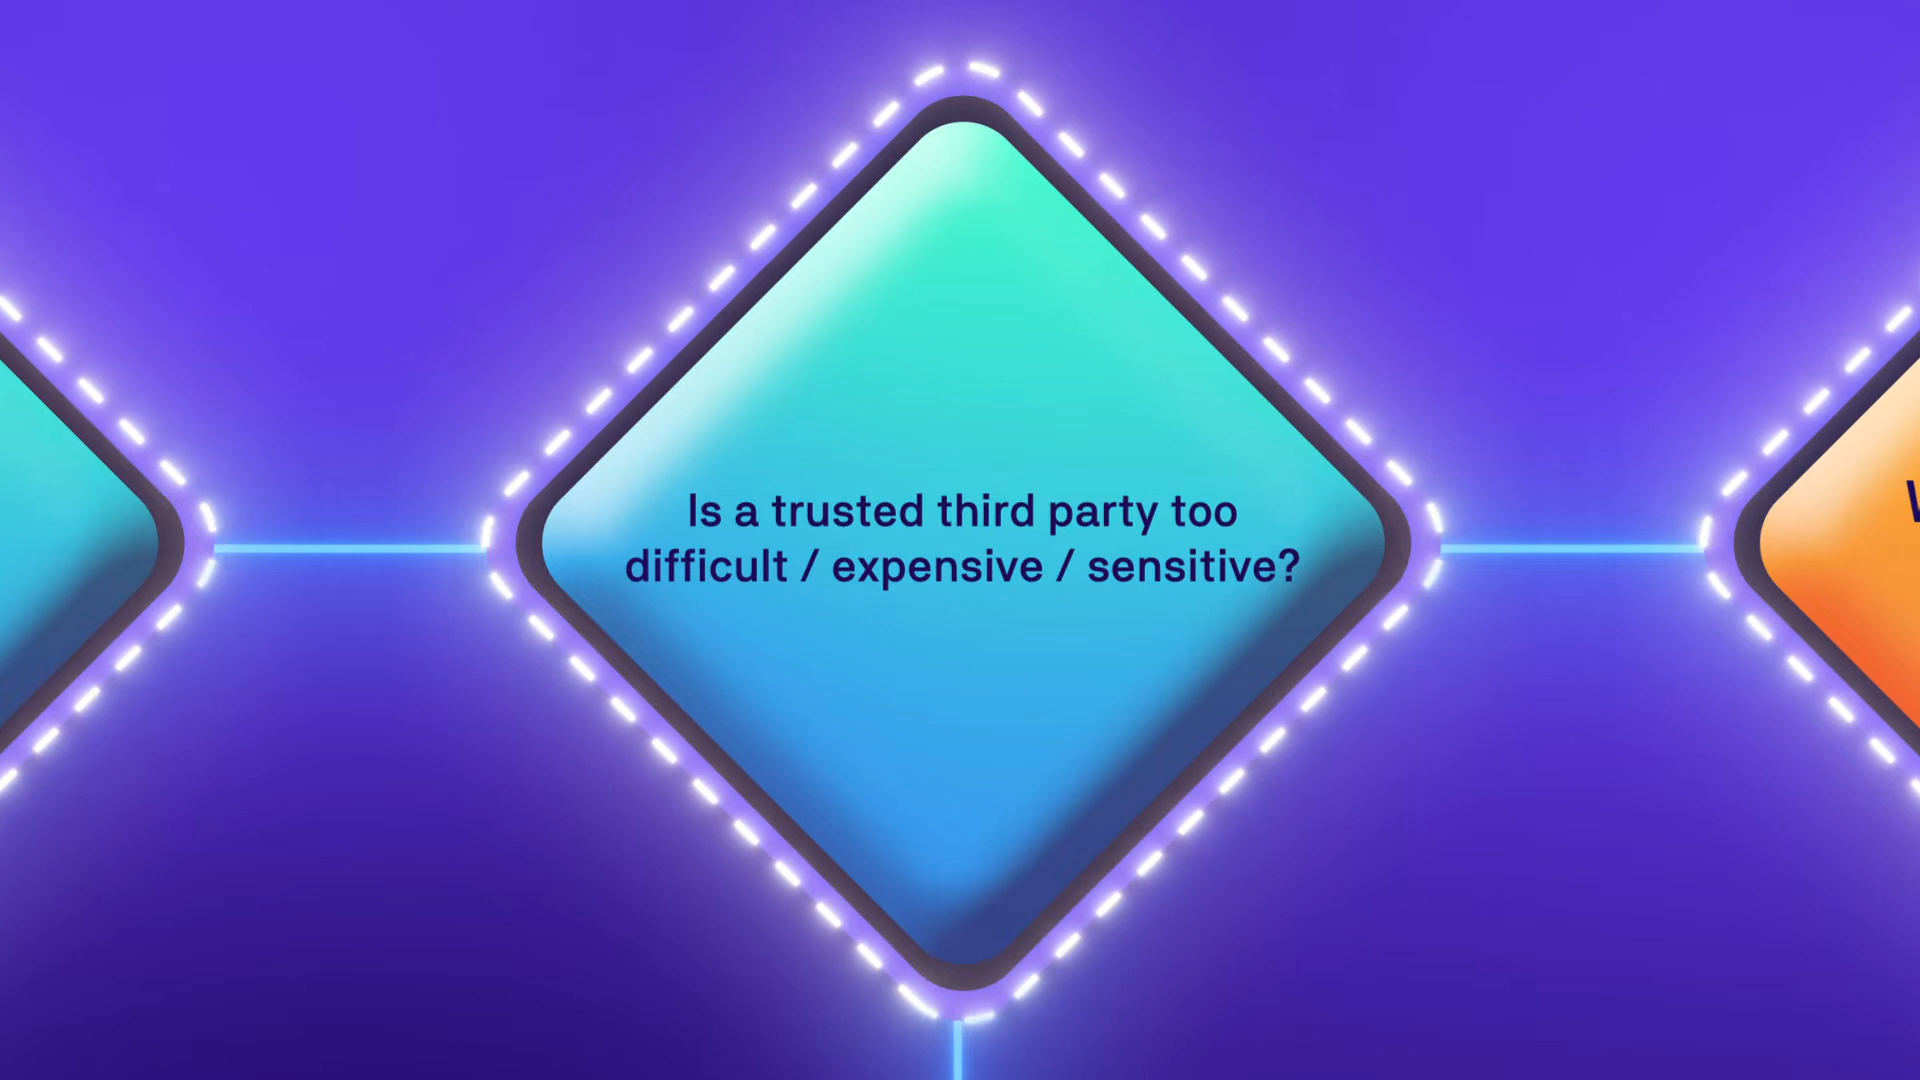 Is a trusted third party too
difficult / expensive / sensitive?